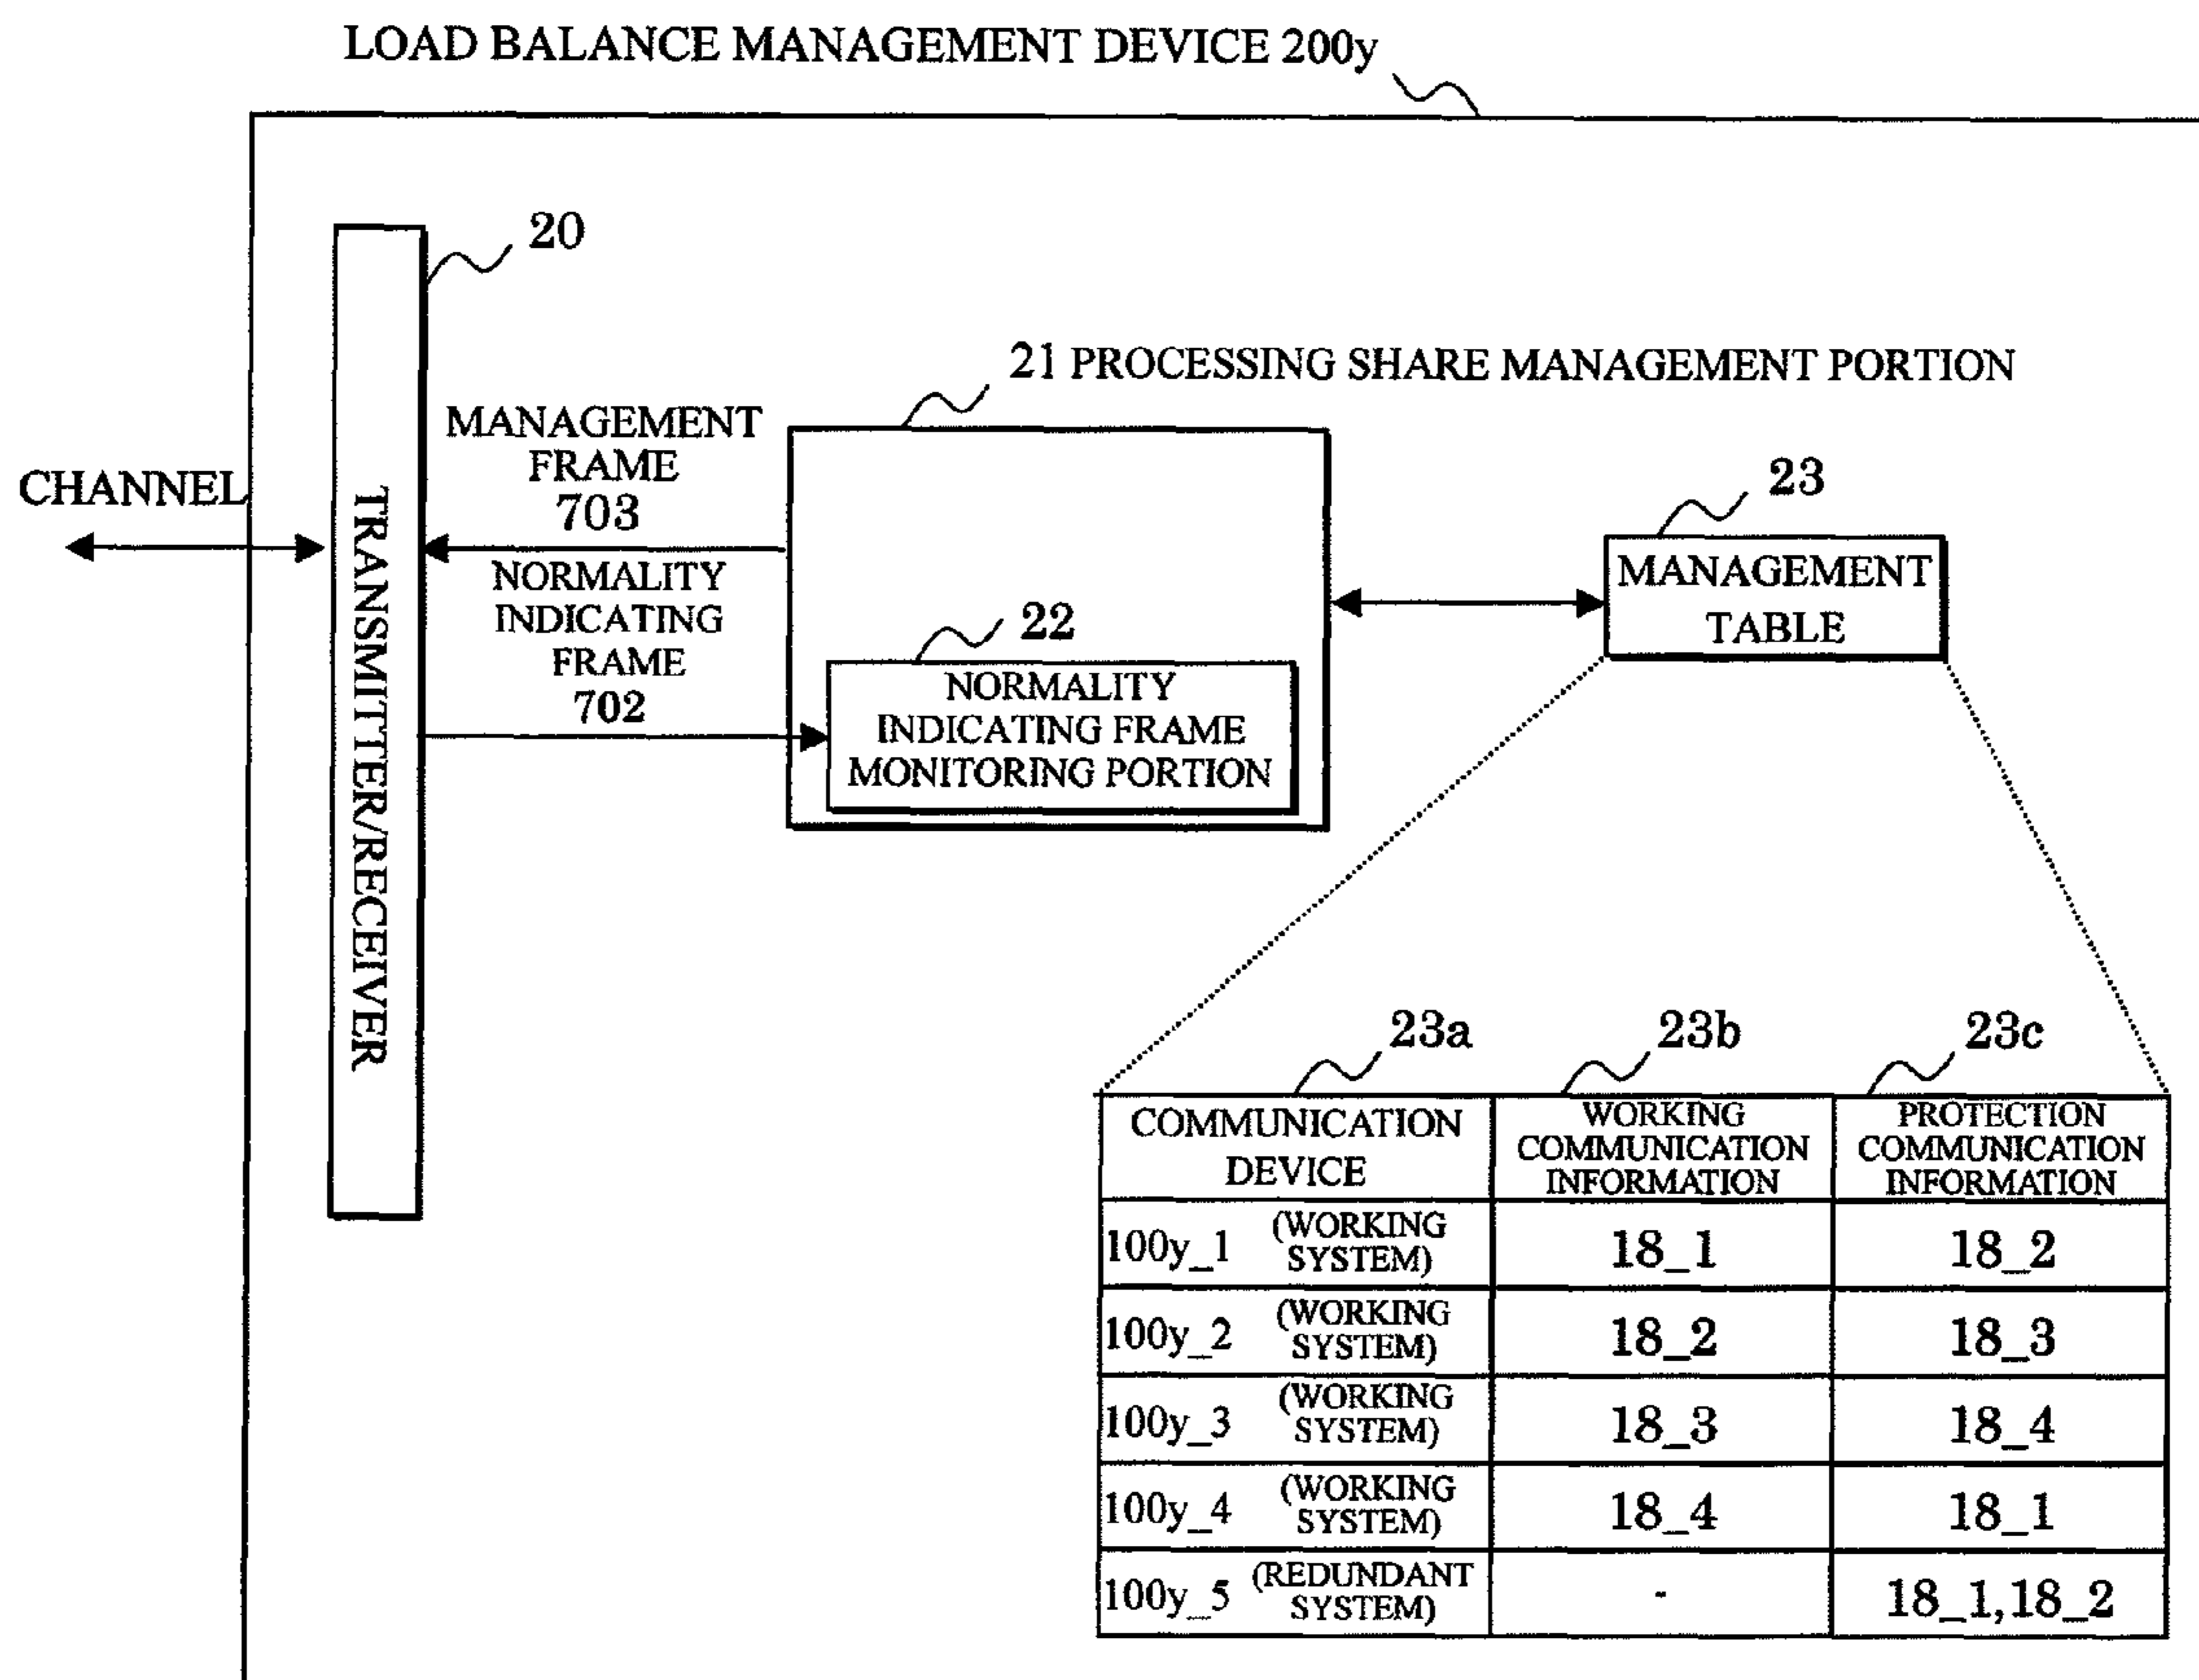 LOAD BALANCE MANAGEMENT DEVICE 200y
20
21 PROCESSING SHARE MANAGEMENT PORTION
MANAGEMENT
FRAME
703
CHANNEL
TRANSMITTER/RECEIVER
NORMALITY
INDICATING
FRAME
702
22
NORMALITY
INDICATING FRAME
MONITORING PORTION
23
MANAGEMENT
TABLE
23a
23b
23c
COMMUNICATION
DEVICE
WORKING
COMMUNICATION
INFORMATION
PROTECTION
COMMUNICATION
INFORMATION
100y_1 (WORKING
SYSTEM)
18_1
18_2
100y_2 (WORKING
SYSTEM)
18_2
18_3
100y_3 (WORKING
SYSTEM)
18_3
18_4
100y_4 (WORKING
SYSTEM)
18_4
18_1
100y_5 (REDUNDANT
SYSTEM)
-
18_1,18_2